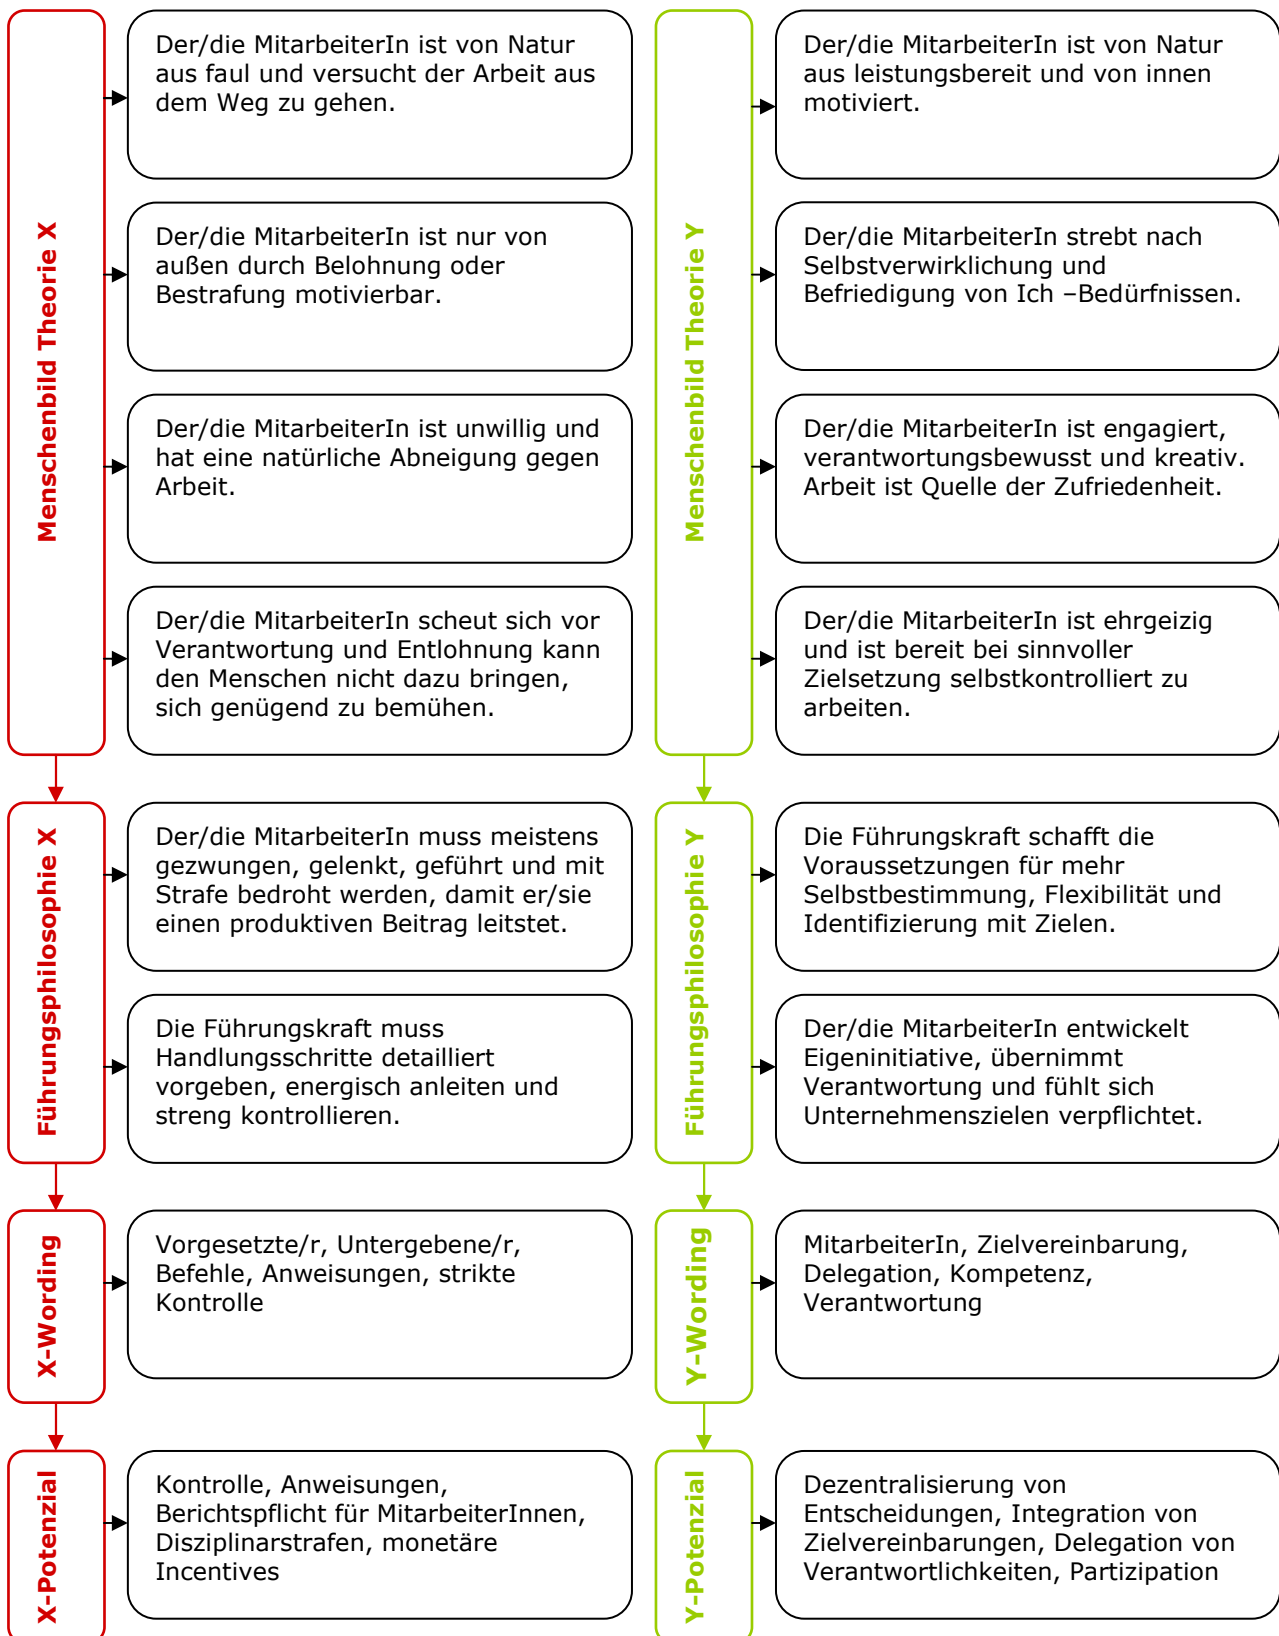 Menschenbild Theorie X
Der/die MitarbeiterIn ist von Natur
aus faul und versucht der Arbeit aus
dem Weg zu gehen.
Der/die MitarbeiterIn ist nur von
außen durch Belohnung oder
Bestrafung motivierbar.
Der/die MitarbeiterIn ist unwillig und
hat eine natürliche Abneigung gegen
Arbeit.
Der/die MitarbeiterIn scheut sich vor
Verantwortung und Entlohnung kann
den Menschen nicht dazu bringen,
sich genügend zu bemühen.
Führungsphilosophie X
Der/die MitarbeiterIn muss meistens
gezwungen, gelenkt, geführt und mit
Strafe bedroht werden, damit er/sie
einen produktiven Beitrag leitstet.
Die Führungskraft muss
Handlungsschritte detailliert
vorgeben, energisch anleiten und
streng kontrollieren.
X-Wording
Vorgesetzte/r, Untergebene/r,
Befehle, Anweisungen, strikte
Kontrolle
X-Potenzial
Kontrolle, Anweisungen,
Berichtspflicht für MitarbeiterInnen,
Disziplinarstrafen, monetäre
Incentives
Menschenbild Theorie Y
Der/die MitarbeiterIn ist von Natur
aus leistungsbereit und von innen
motiviert.
Der/die MitarbeiterIn strebt nach
Selbstverwirklichung und
Befriedigung von Ich –Bedürfnissen.
Der/die MitarbeiterIn ist engagiert,
verantwortungsbewusst und kreativ.
Arbeit ist Quelle der Zufriedenheit.
Der/die MitarbeiterIn ist ehrgeizig
und ist bereit bei sinnvoller
Zielsetzung selbstkontrolliert zu
arbeiten.
Führungsphilosophie Y
Die Führungskraft schafft die
Voraussetzungen für mehr
Selbstbestimmung, Flexibilität und
Identifizierung mit Zielen.
Der/die MitarbeiterIn entwickelt
Eigeninitiative, übernimmt
Verantwortung und fühlt sich
Unternehmenszielen verpflichtet.
Y-Wording
MitarbeiterIn, Zielvereinbarung,
Delegation, Kompetenz,
Verantwortung
Y-Potenzial
Dezentralisierung von
Entscheidungen, Integration von
Zielvereinbarungen, Delegation von
Verantwortlichkeiten, Partizipation